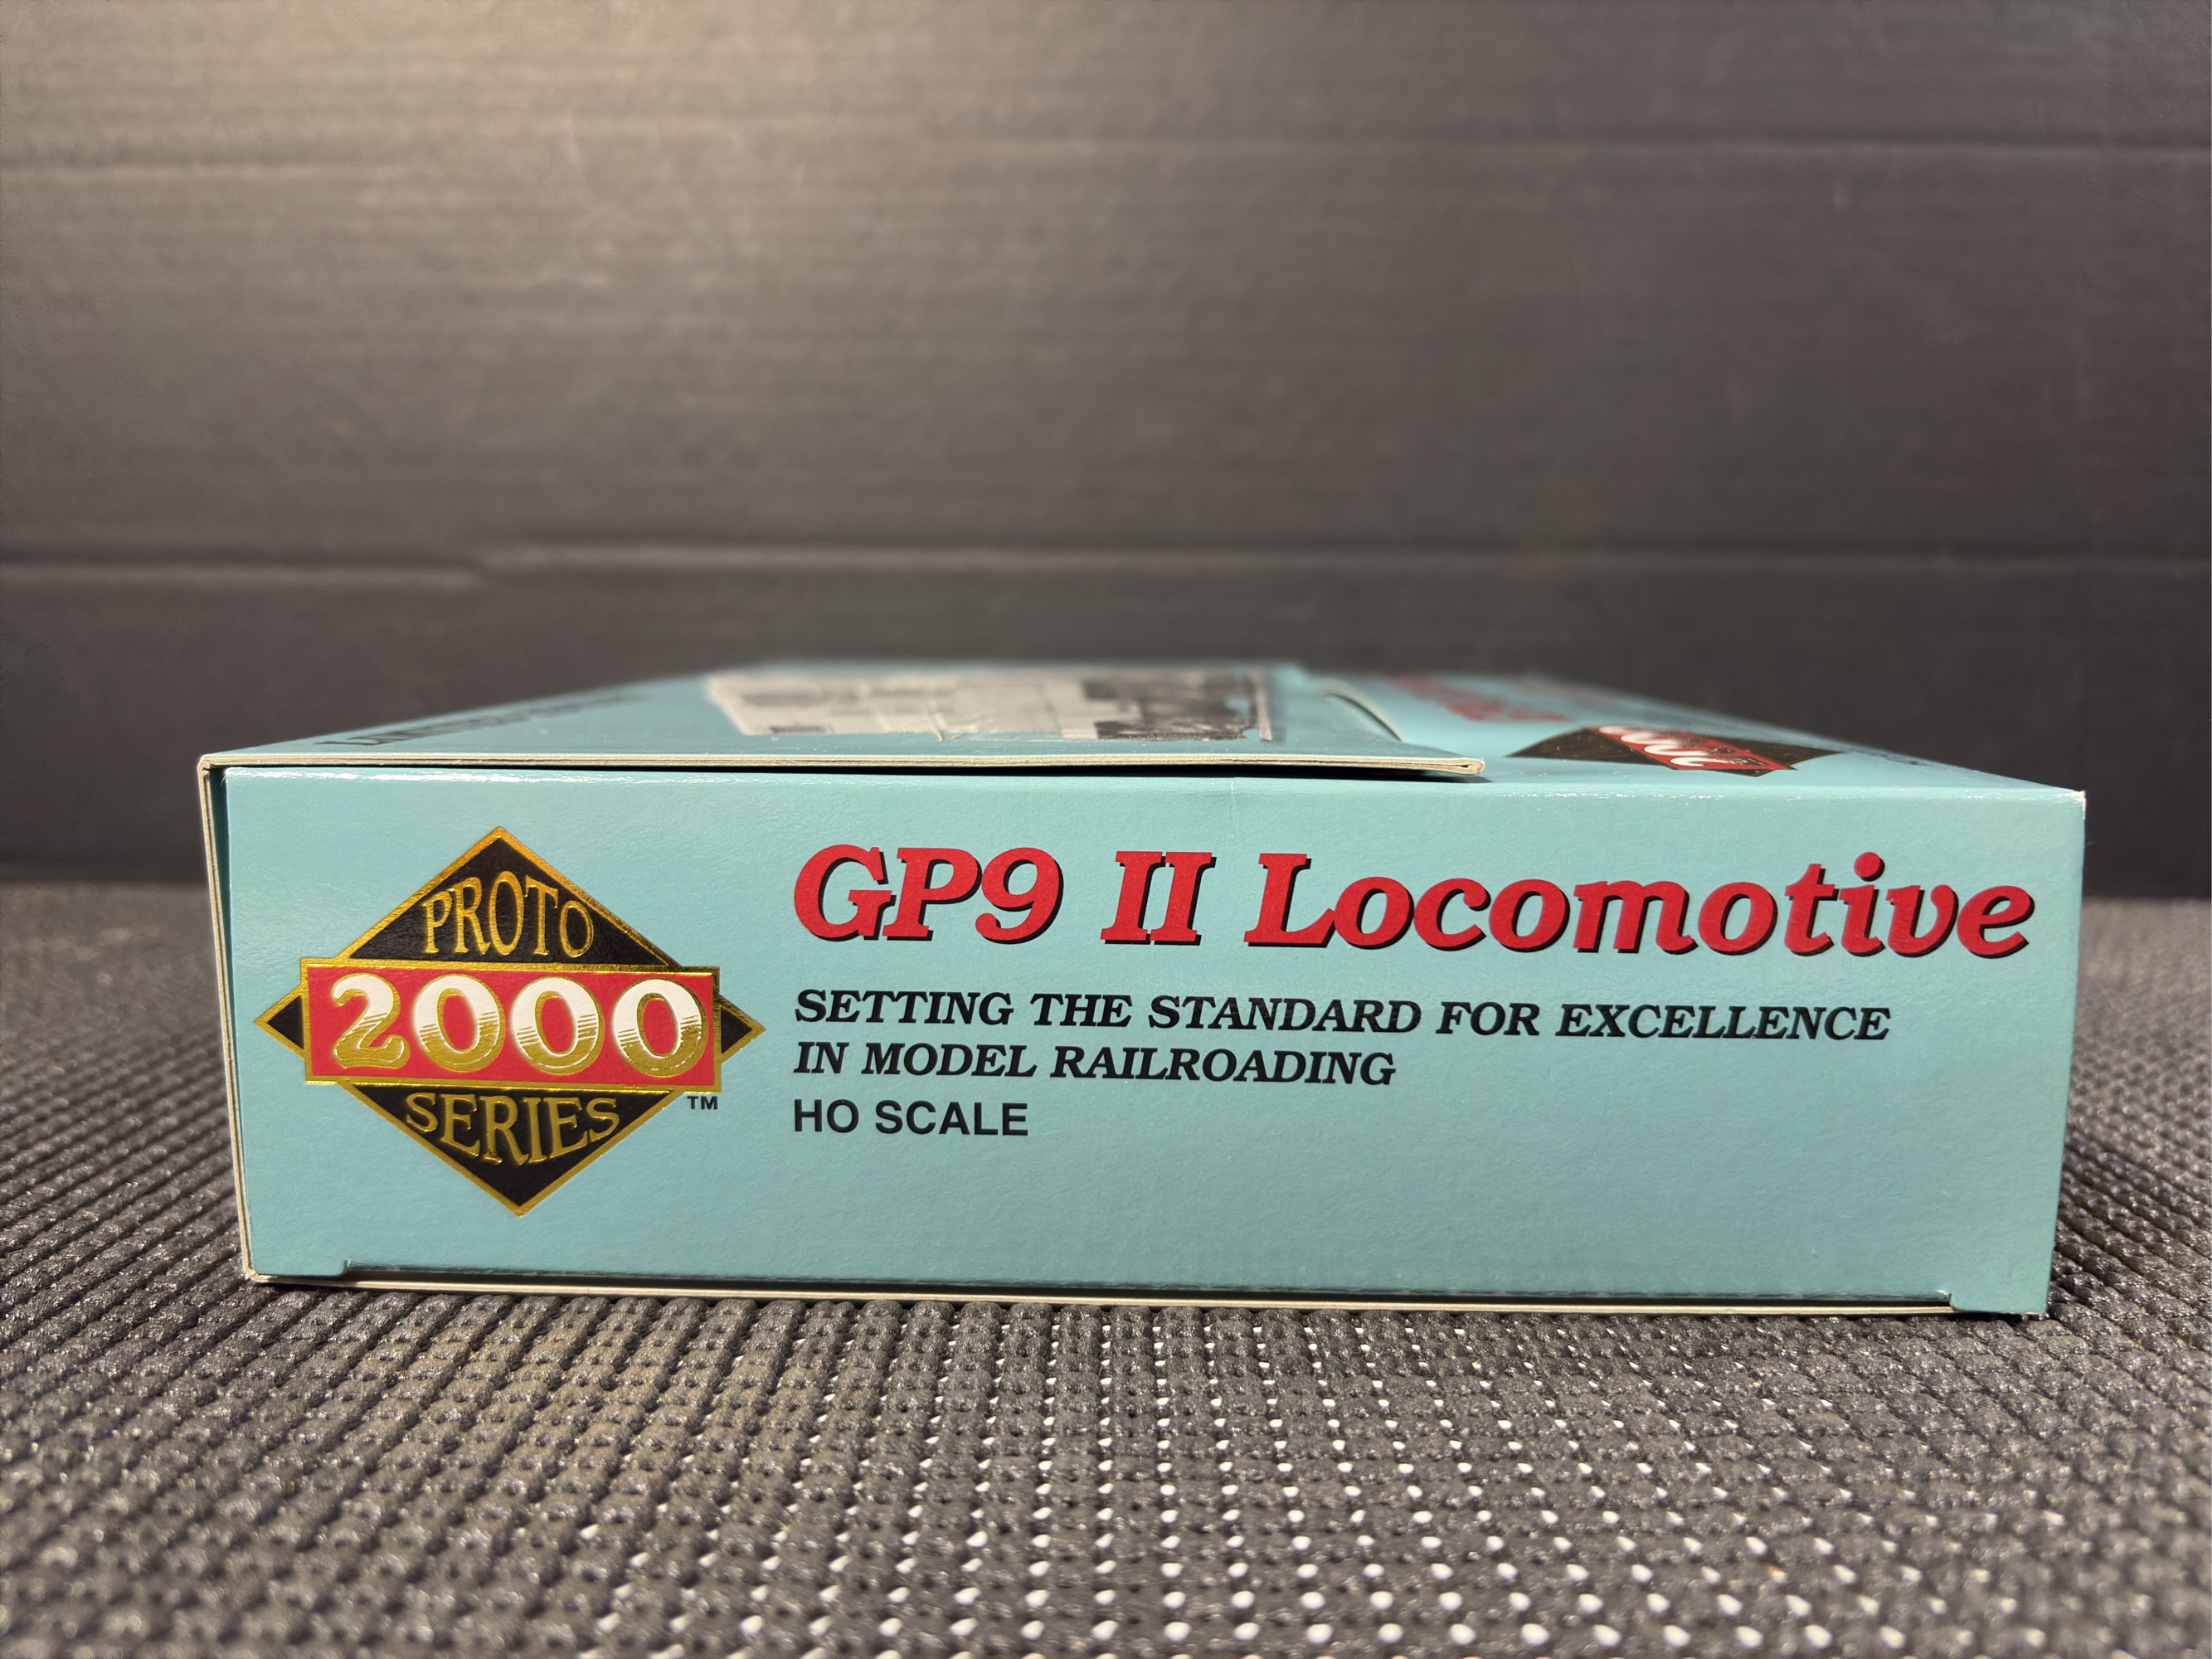 PROTO
2000
SERIES
TM
GP9 II Locomotive
SETTING THE STANDARD FOR EXCELLENCE
IN MODEL RAILROADING
HO SCALE